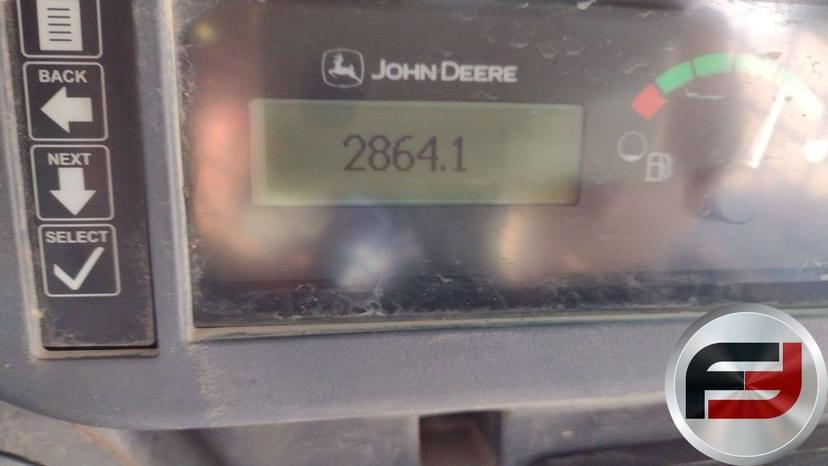 BACK
NEXT
SELECT
JOHN DEERE
2864.1